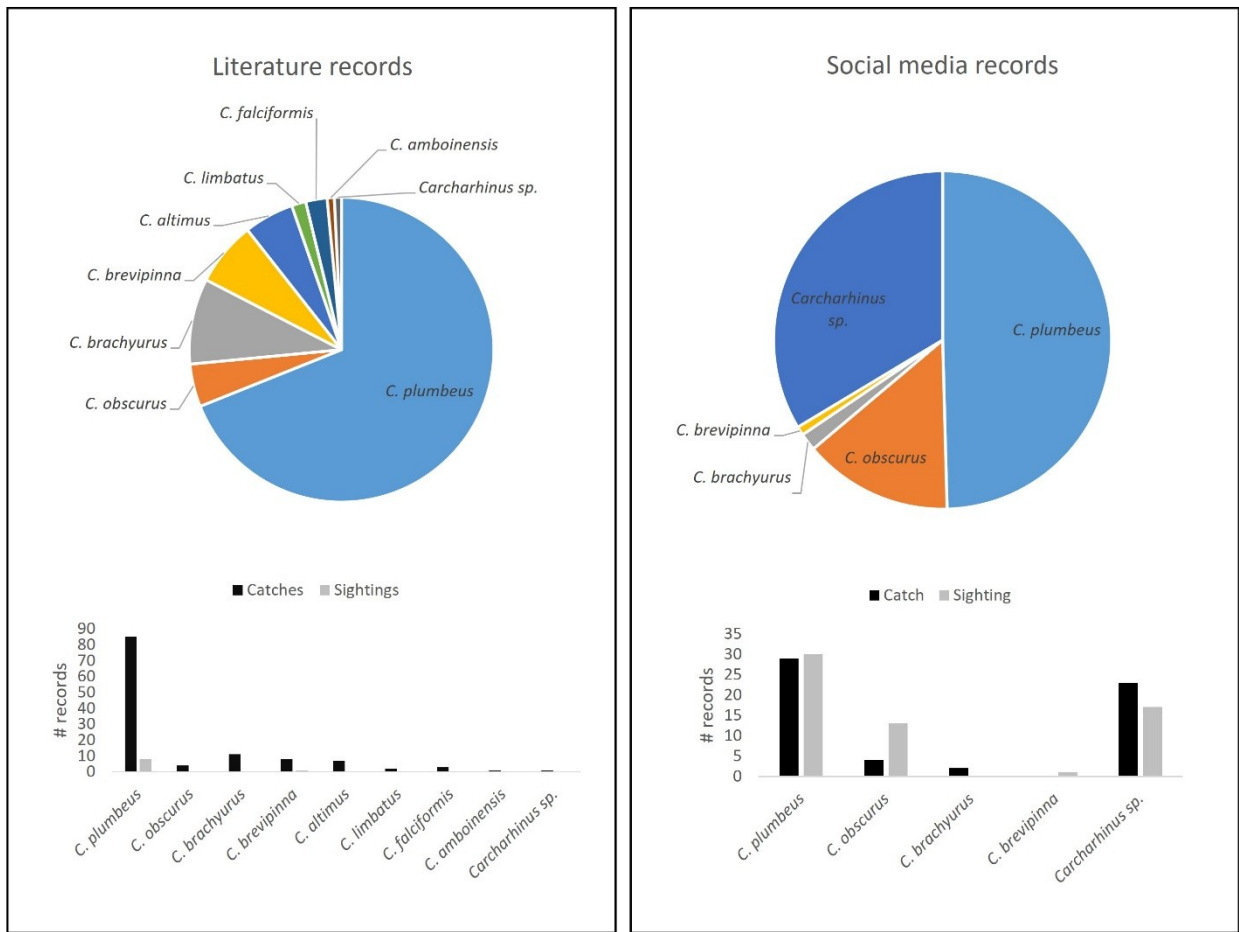 Literature records
C. falciformis
C. amboinensis
C. limbatus
Carcharhinus sp.
C. altimus
C. brevipinna
C. brachyurus
C. plumbeus
C. obscurus
Catches Sightings
# records
90
80
70
60
50
40
30
20
10
0
C. plumbeus
C. obscurus
C. brachyurus
C. brevipinna
C. altimus
C. limbatus
C. falciformis
C. amboinensis
Carcharhinus sp.
Social media records
Carcharhinus
sp.
C. plumbeus
C. brevipinna
C. obscurus
C. brachyurus
Catch Sighting
# records
35
30
25
20
15
10
5
0
C. plumbeus
C. obscurus
C. brachyurus
C. brevipinna
Carcharhinus sp.